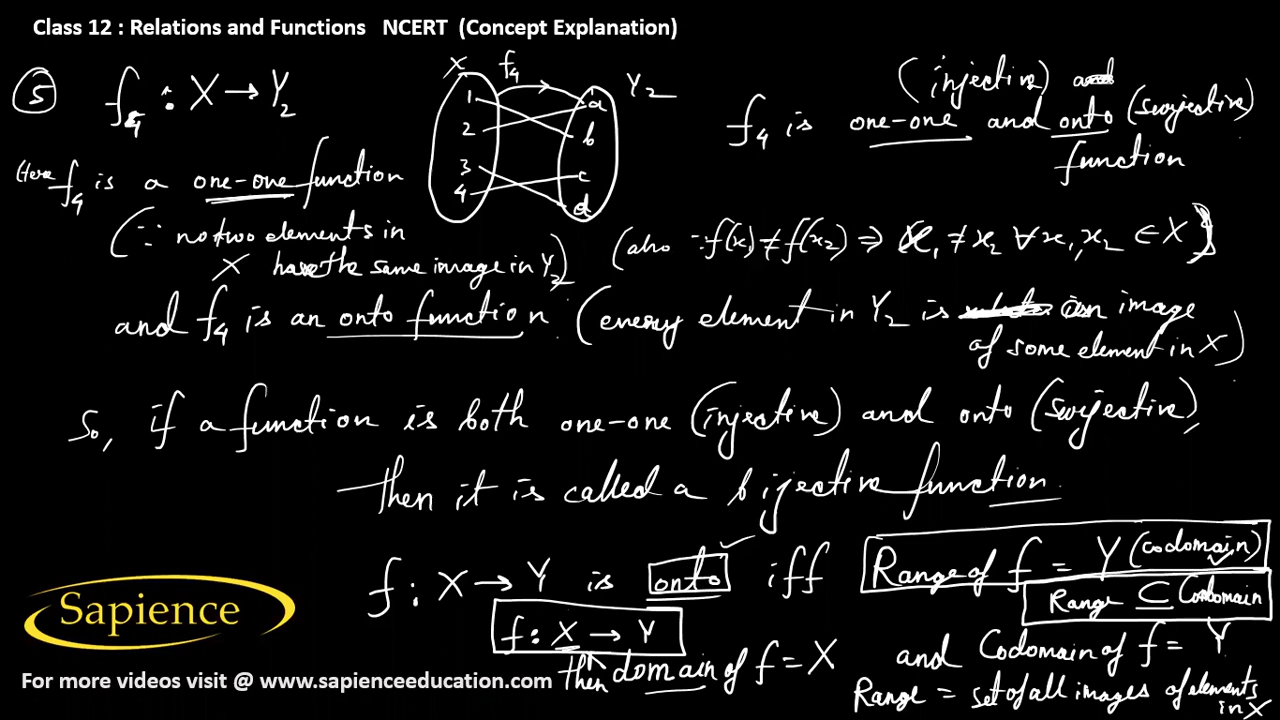 Class 12 : Relations and Functions NCERT (Concept Explanation)
5 f4 : X → Y2
X f4 Y2
1 a
2 b
3 c
4 d
(injective) and
f4 is one-one and onto (surjective)
function
Here f4 is a one-one function
(∵ no two elements in
X have the same image in Y2)
(also ∵ f(x1) ≠ f(x2) ⇒ x1 ≠ x2 ∀ x1, x2 ∈ X)
and f4 is an onto function (every element in Y2 is an image
of some element in X)
So, if a function is both one-one (injective) and onto (surjective),
then it is called a bijective function.
f : X → Y is onto iff Range of f = Y (codomain)
Range ⊆ Codomain
f : X → Y
then domain of f = X and Codomain of f = Y
Range = set of all images of elements
in X
Sapience
For more videos visit @ www.sapienceeducation.com